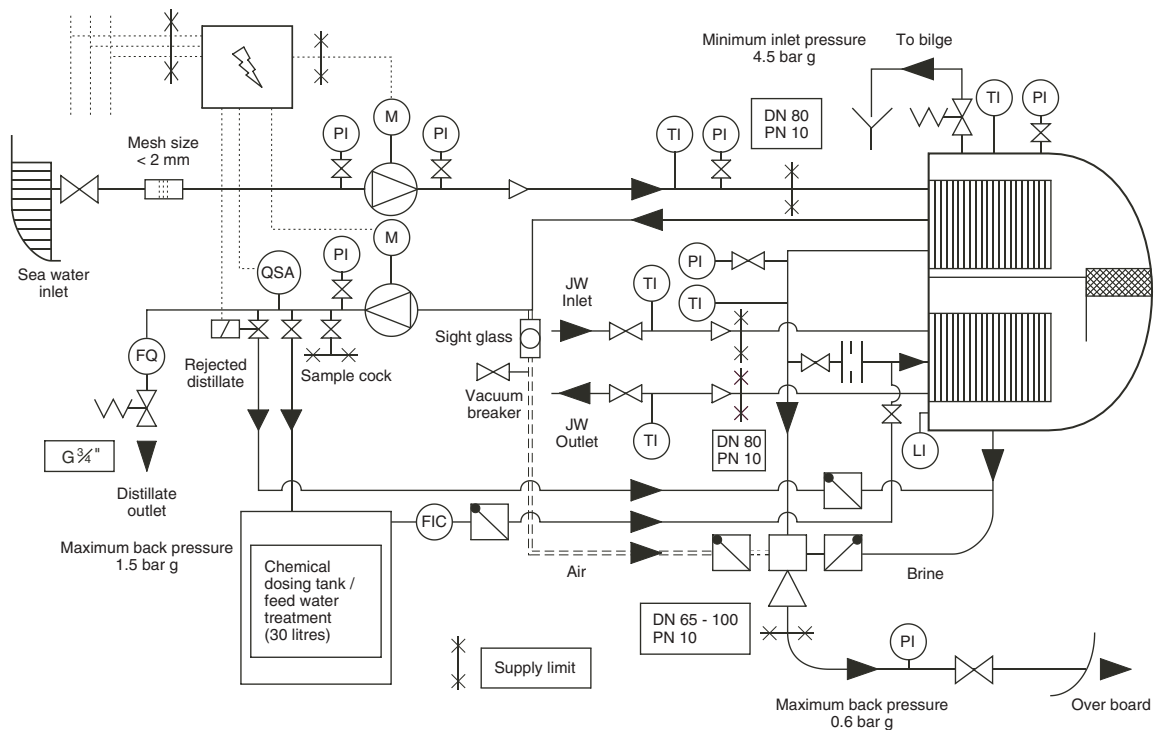 Minimum inlet pressure
4.5 bar g
To bilge
DN 80
PN 10
TI
PI
M
PI
PI
TI
PI
Mesh size
< 2 mm
M
Sea water
inlet
QSA
PI
PI
TI
TI
JW
Inlet
Sight glass
FQ
Rejected
distillate
Sample cock
Vacuum
breaker
JW
Outlet
TI
DN 80
PN 10
LI
G 3/4"
Distillate
outlet
Maximum back pressure
1.5 bar g
FIC
Chemical
dosing tank /
feed water
treatment
(30 litres)
Air
Brine
DN 65 - 100
PN 10
Supply limit
PI
Maximum back pressure
0.6 bar g
Over board